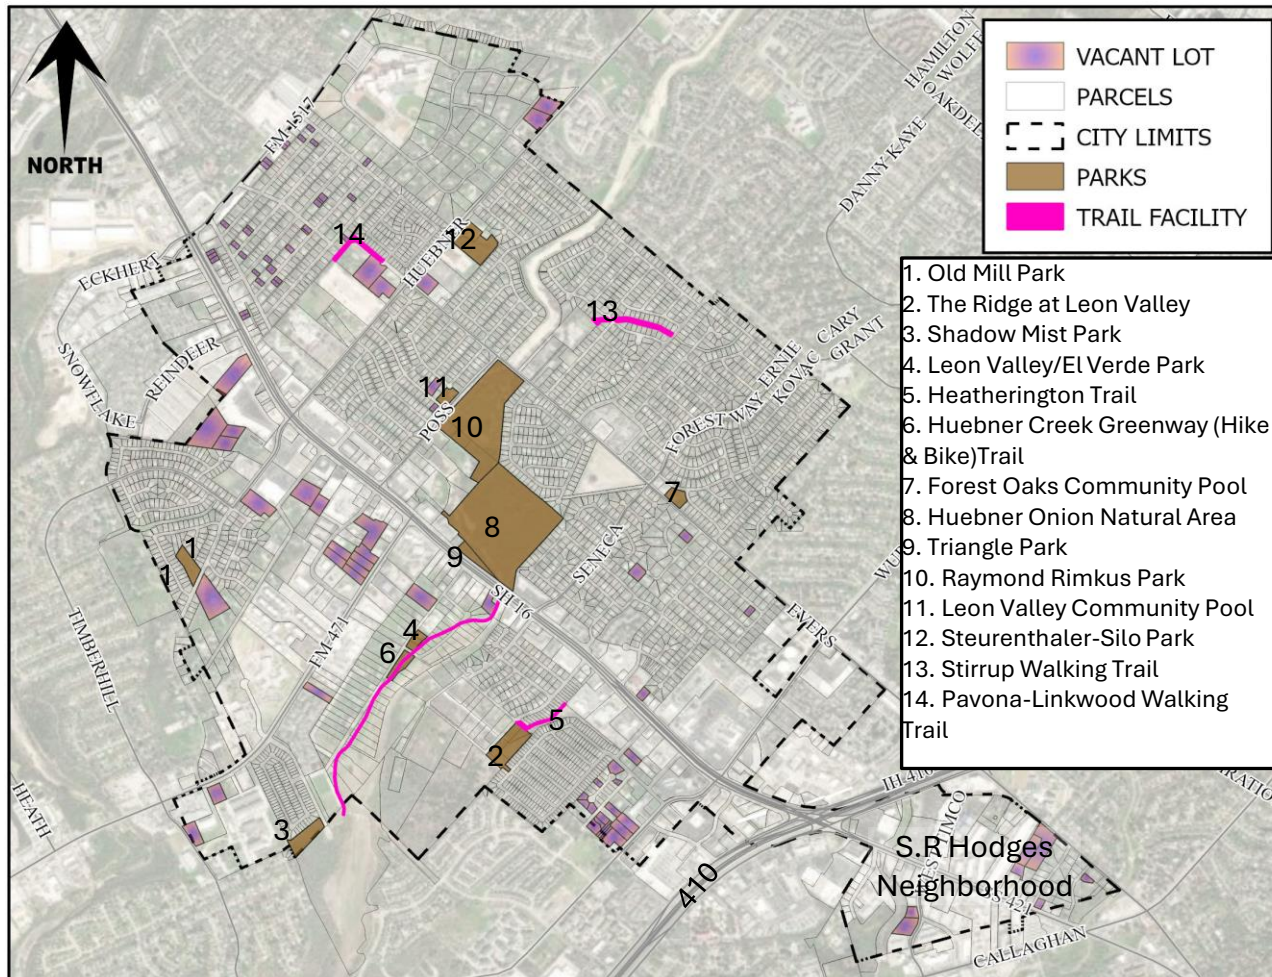 NORTH
VACANT LOT
PARCELS
CITY LIMITS
PARKS
TRAIL FACILITY
1. Old Mill Park
2. The Ridge at Leon Valley
3. Shadow Mist Park
4. Leon Valley/El Verde Park
5. Heatherington Trail
6. Huebner Creek Greenway (Hike
& Bike)Trail
7. Forest Oaks Community Pool
8. Huebner Onion Natural Area
9. Triangle Park
10. Raymond Rimkus Park
11. Leon Valley Community Pool
12. Steurenthaler-Silo Park
13. Stirrup Walking Trail
14. Pavona-Linkwood Walking
Trail
HAMILTON
WOLFE
DANNY KAYE
FM 1517
ECKHERT
HUEBNER
14
12
13
SNOWFLAKE
REINDEER
11
POSS
10
CARY
GRANT
ERNIE
KOVAC
FOREST WAY
7
8
9
SENECA
1
1
SH 16
EVERS
TIMBERHILL
FM 471
4
6
5
2
HEATH
3
IH 410
410
S.R Hodges
Neighborhood
CALLAGHAN